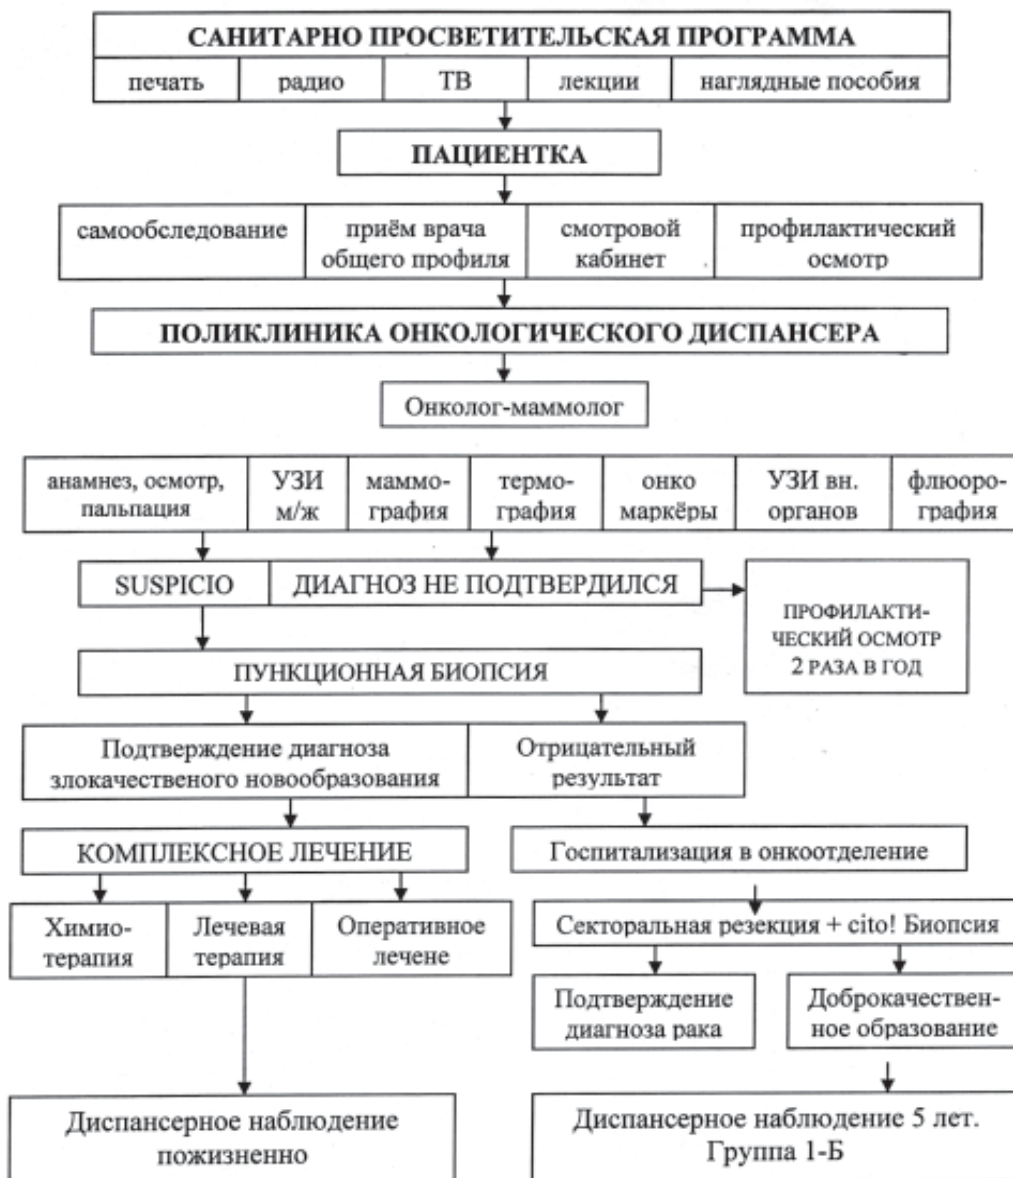 САНИТАРНО ПРОСВЕТИТЕЛЬСКАЯ ПРОГРАММА
печать радио ТВ лекции наглядные пособия
ПАЦИЕНТКА
самообследование
приём врача
общего профиля
смотровой
кабинет
профилактический
осмотр
ПОЛИКЛИНИКА ОНКОЛОГИЧЕСКОГО ДИСПАНСЕРА
Онколог-маммолог
анамнез, осмотр,
пальпация
УЗИ
м/ж
маммо-
графия
термо-
графия
онко
маркёры
УЗИ вн.
органов
флюоро-
графия
SUSPICIO
ДИАГНОЗ НЕ ПОДТВЕРДИЛСЯ
ПРОФИЛАКТИ-
ЧЕСКИЙ ОСМОТР
2 РАЗА В ГОД
ПУНКЦИОННАЯ БИОПСИЯ
Подтверждение диагноза
злокачественого новообразования
Отрицательный
результат
КОМПЛЕКСНОЕ ЛЕЧЕНИЕ
Госпитализация в онкоотделение
Химио-
терапия
Лечевая
терапия
Оперативное
лечене
Секторальная резекция + cito! Биопсия
Подтверждение
диагноза рака
Доброкачествен-
ное образование
Диспансерное наблюдение
пожизненно
Диспансерное наблюдение 5 лет.
Группа 1-Б